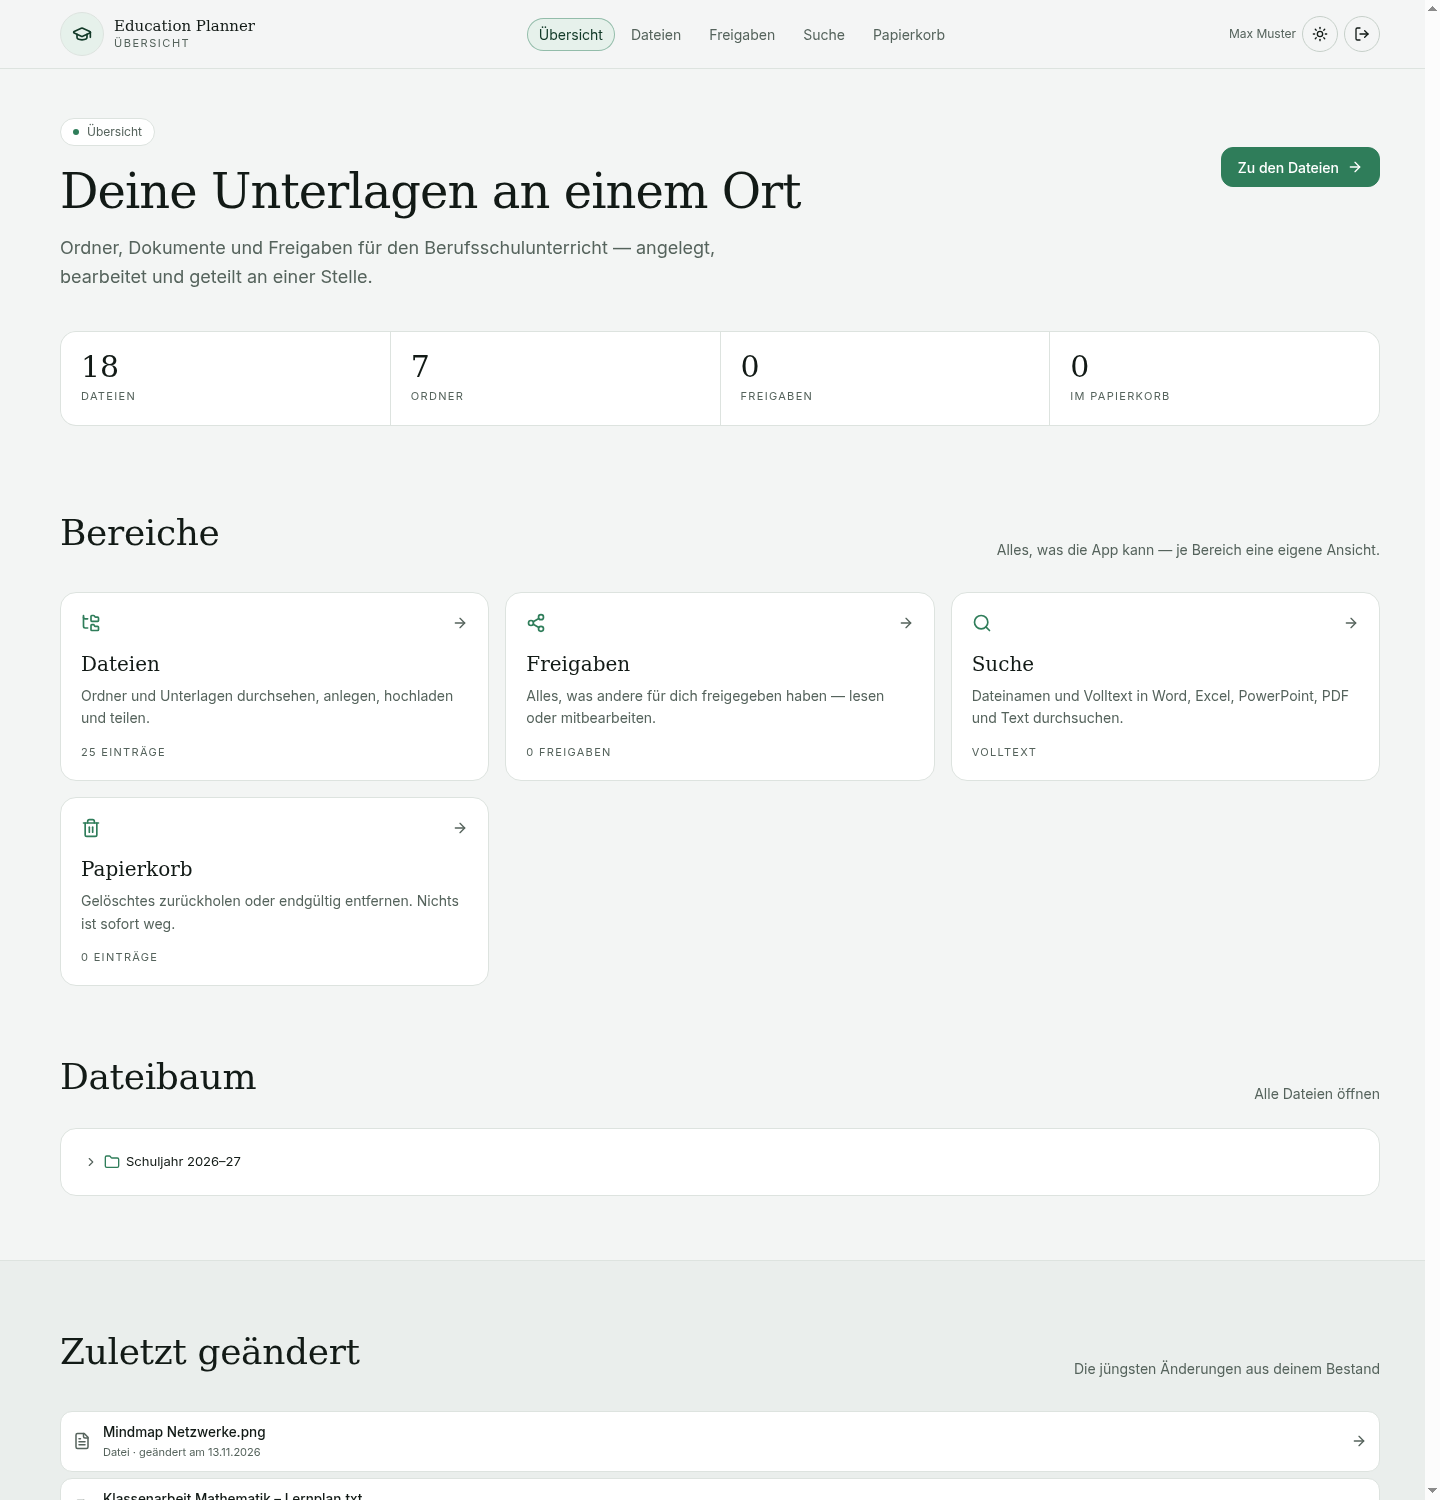 Education Planner
ÜBERSICHT
Übersicht
Dateien
Freigaben
Suche
Papierkorb
Max Muster
Übersicht
Deine Unterlagen an einem Ort
Zu den Dateien
Ordner, Dokumente und Freigaben für den Berufsschulunterricht — angelegt,
bearbeitet und geteilt an einer Stelle.
18
DATEIEN
7
ORDNER
0
FREIGABEN
0
IM PAPIERKORB
Bereiche
Alles, was die App kann — je Bereich eine eigene Ansicht.
Dateien
Ordner und Unterlagen durchsehen, anlegen, hochladen
und teilen.
25 EINTRÄGE
Freigaben
Alles, was andere für dich freigegeben haben — lesen
oder mitbearbeiten.
0 FREIGABEN
Suche
Dateinamen und Volltext in Word, Excel, PowerPoint, PDF
und Text durchsuchen.
VOLLTEXT
Papierkorb
Gelöschtes zurückholen oder endgültig entfernen. Nichts
ist sofort weg.
0 EINTRÄGE
Dateibaum
Alle Dateien öffnen
Schuljahr 2026–27
Zuletzt geändert
Die jüngsten Änderungen aus deinem Bestand
Mindmap Netzwerke.png
Datei · geändert am 13.11.2026
Klassenarbeit Mathematik – Lernplan.txt